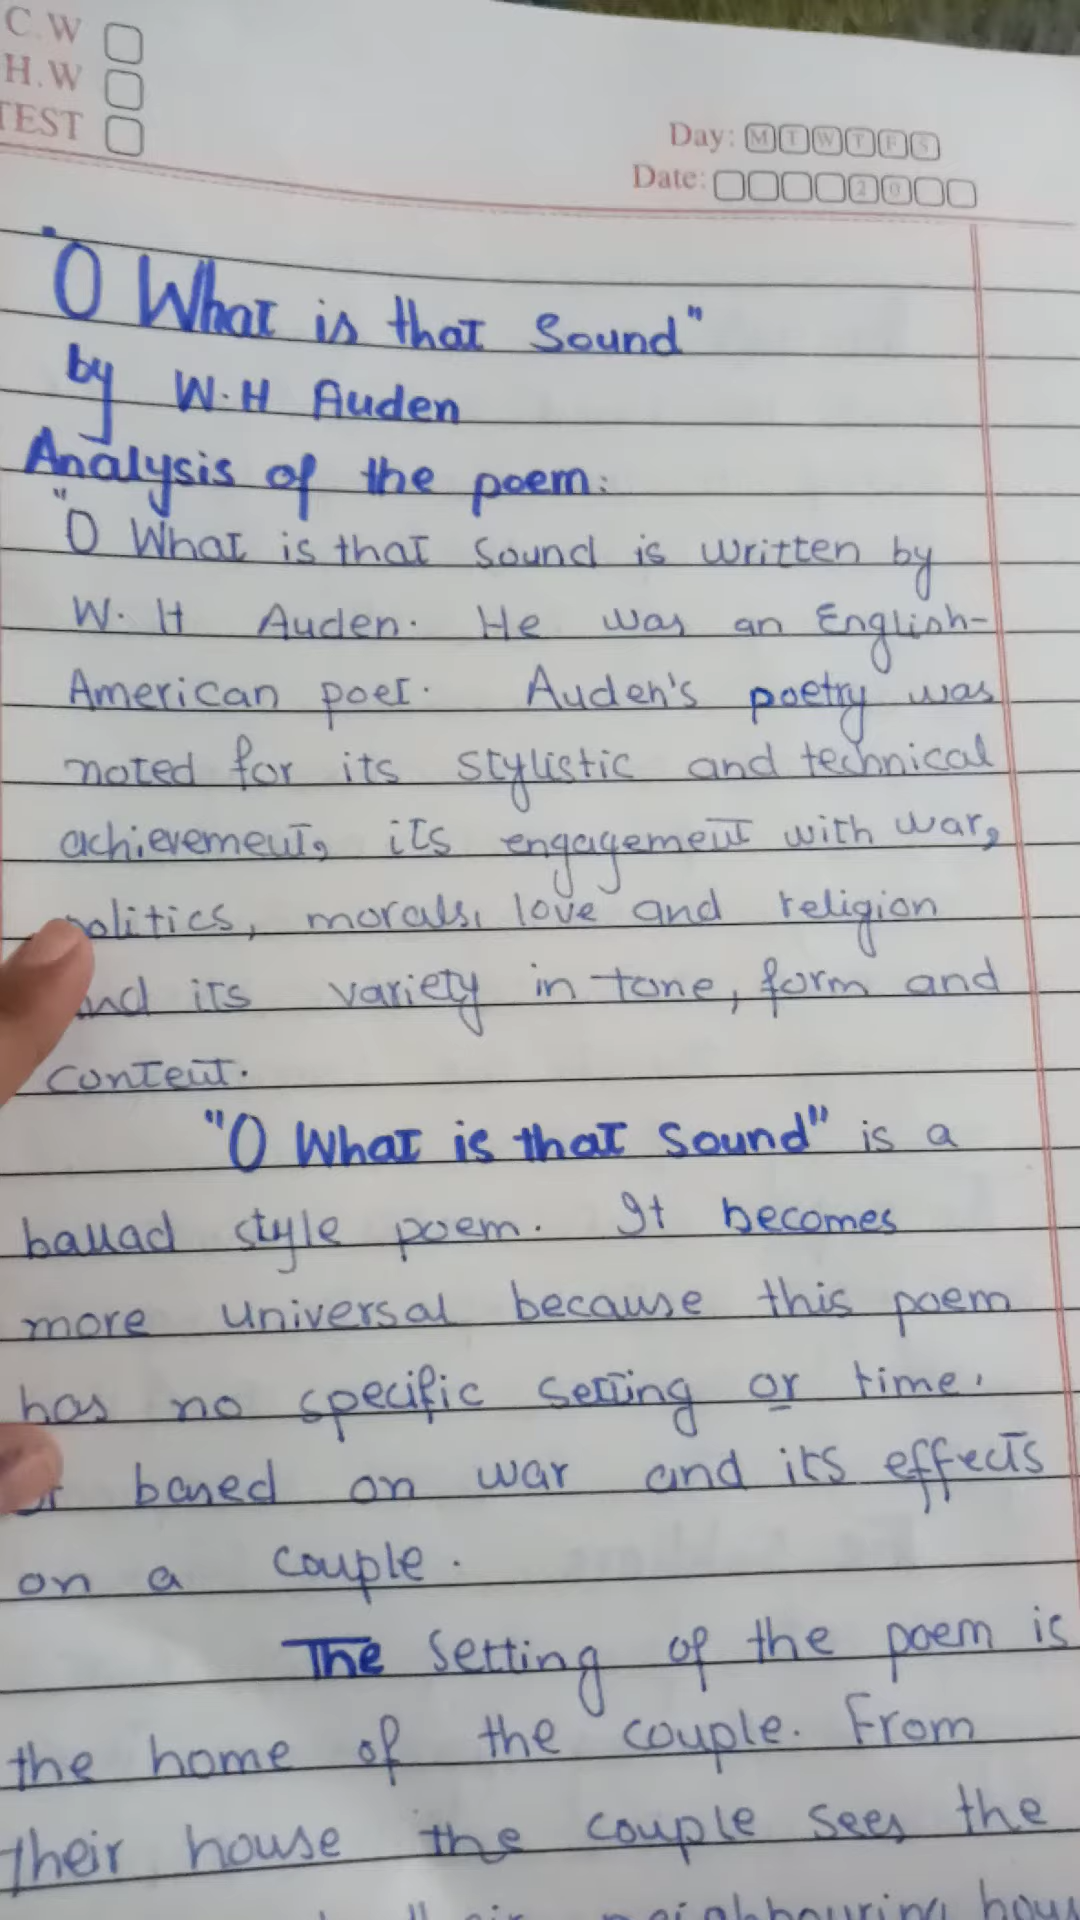 C.W
H.W
TEST
Day: M T W T F S
Date: 2 0
"O What is that Sound"
by W.H Auden
Analysis of the poem:
"O What is that Sound is written by
W. H Auden. He was an English-
American poet. Auden's poetry was
noted for its stylistic and technical
achievement, its engagement with war,
politics, morals, love and religion
and its variety in tone, form and
content.
"O What is that Sound" is a
ballad style poem. It becomes
more universal because this poem
has no specific setting or time.
based on war and its effects
on a couple.
The setting of the poem is
the home of the couple. From
their house the couple sees the
neighbouring